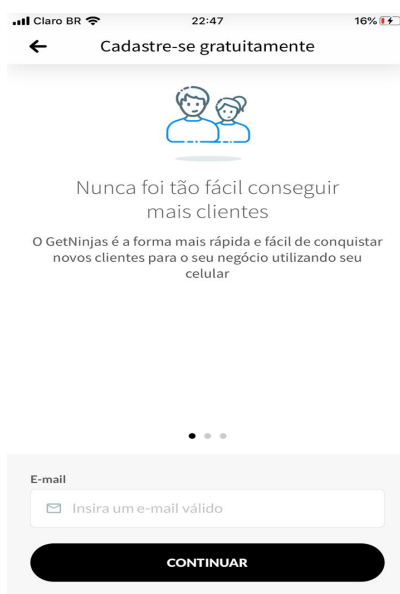 Claro BR 22:47 16%
Cadastre-se gratuitamente
Nunca foi tão fácil conseguir
mais clientes
O GetNinjas é a forma mais rápida e fácil de conquistar
novos clientes para o seu negócio utilizando seu
celular
E-mail
Insira um e-mail válido
CONTINUAR